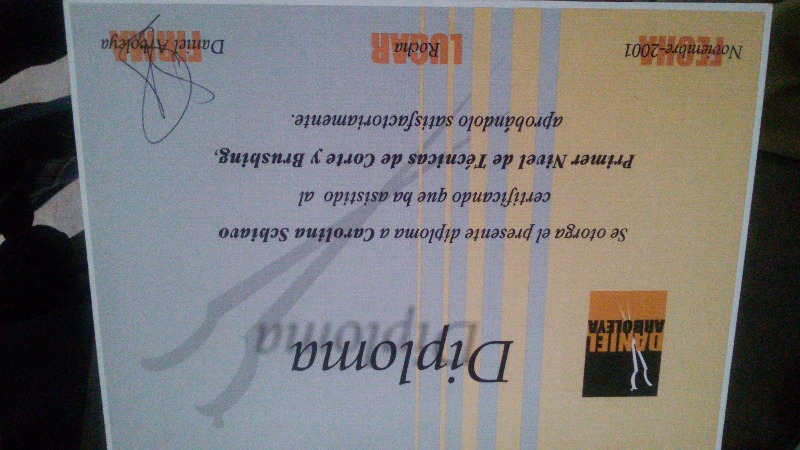 DANIEL
ARBOLEYA
Diploma
Diploma
Se otorga el presente diploma a Carolina Schiavo
certificando que ha asistido al
Primer Nivel de Técnicas de Corte y Brushing,
aprobándolo satisfactoriamente.
FECHA Noviembre-2001
LUGAR Rocha
FIRMA Daniel Arboleya